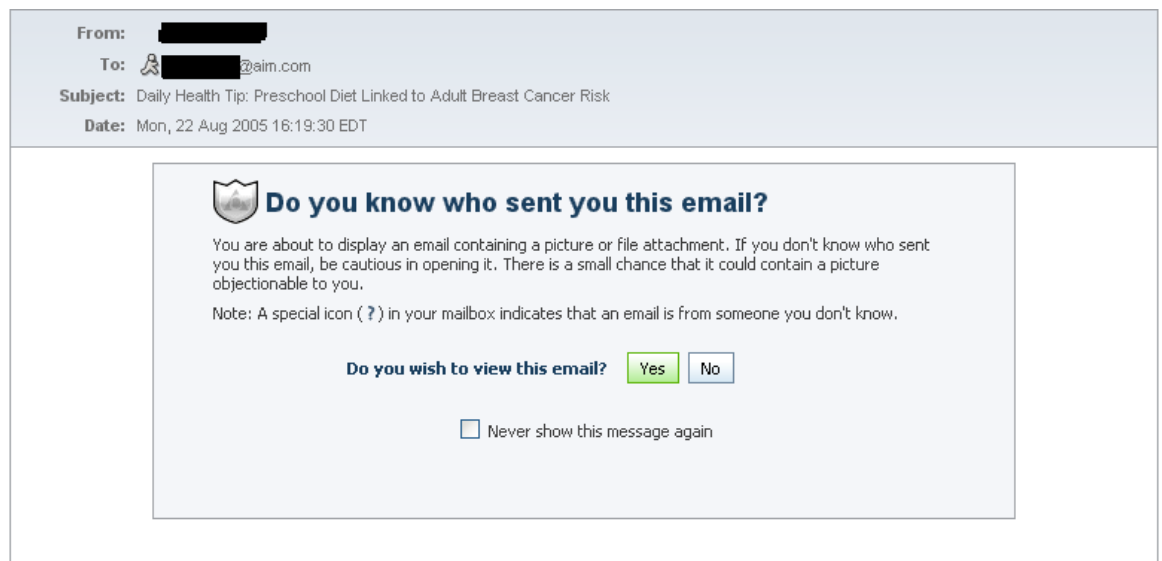 From:
To: @aim.com
Subject: Daily Health Tip: Preschool Diet Linked to Adult Breast Cancer Risk
Date: Mon, 22 Aug 2005 16:19:30 EDT
Do you know who sent you this email?
You are about to display an email containing a picture or file attachment. If you don't know who sent
you this email, be cautious in opening it. There is a small chance that it could contain a picture
objectionable to you.
Note: A special icon ( ? ) in your mailbox indicates that an email is from someone you don't know.
Do you wish to view this email? Yes No
Never show this message again